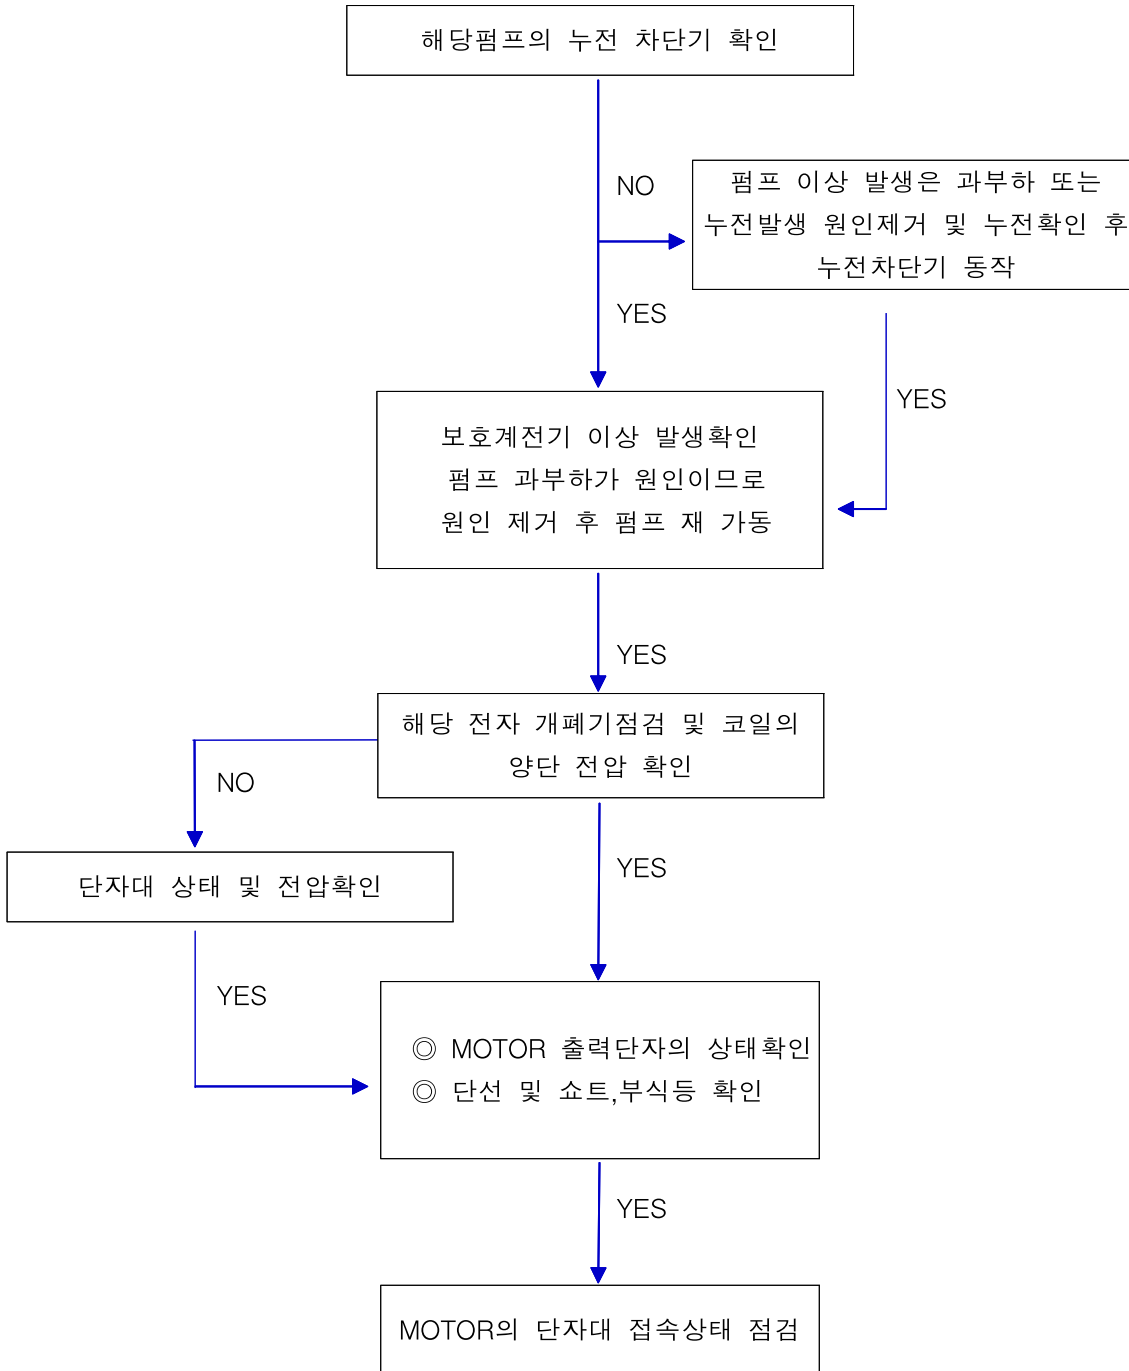 해당펌프의 누전 차단기 확인
NO
펌프 이상 발생은 과부하 또는
누전발생 원인제거 및 누전확인 후
누전차단기 동작
YES
YES
보호계전기 이상 발생확인
펌프 과부하가 원인이므로
원인 제거 후 펌프 재 가동
YES
해당 전자 개폐기점검 및 코일의
양단 전압 확인
NO
YES
단자대 상태 및 전압확인
YES
◎ MOTOR 출력단자의 상태확인
◎ 단선 및 쇼트,부식등 확인
YES
MOTOR의 단자대 접속상태 점검